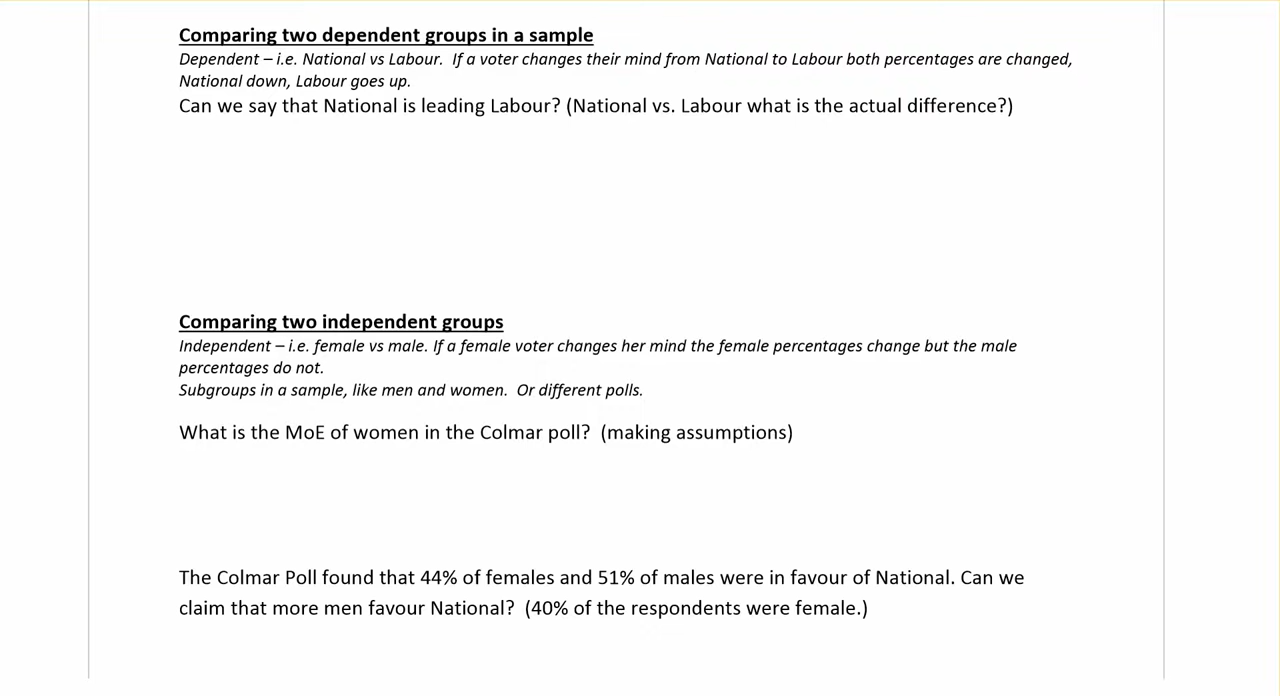 Comparing two dependent groups in a sample
Dependent – i.e. National vs Labour.  If a voter changes their mind from National to Labour both percentages are changed,
National down, Labour goes up.
Can we say that National is leading Labour? (National vs. Labour what is the actual difference?)
Comparing two independent groups
Independent – i.e. female vs male. If a female voter changes her mind the female percentages change but the male
percentages do not.
Subgroups in a sample, like men and women.  Or different polls.
What is the MoE of women in the Colmar poll?  (making assumptions)
The Colmar Poll found that 44% of females and 51% of males were in favour of National. Can we
claim that more men favour National?  (40% of the respondents were female.)